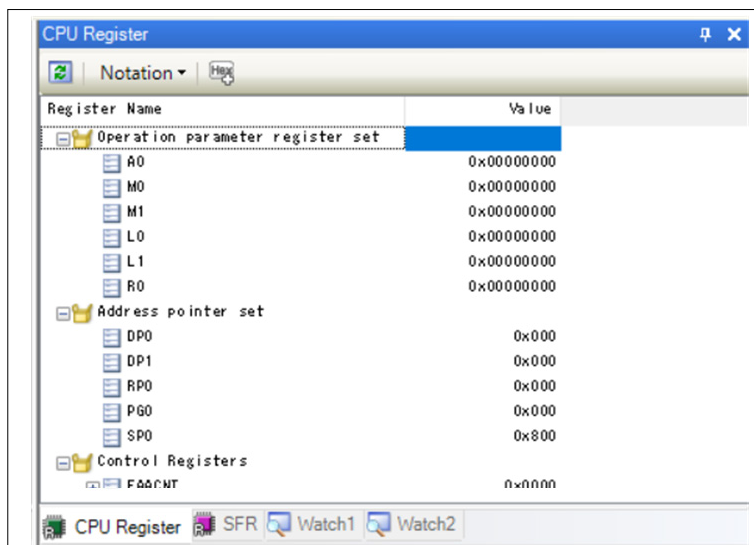 CPU Register
Notation
Hex
Register Name Value
Operation parameter register set
A0 0x00000000
M0 0x00000000
M1 0x00000000
L0 0x00000000
L1 0x00000000
R0 0x00000000
Address pointer set
DP0 0x000
DP1 0x000
RP0 0x000
PG0 0x000
SP0 0x800
Control Registers
EAACNT 0x0000
CPU Register SFR Watch1 Watch2